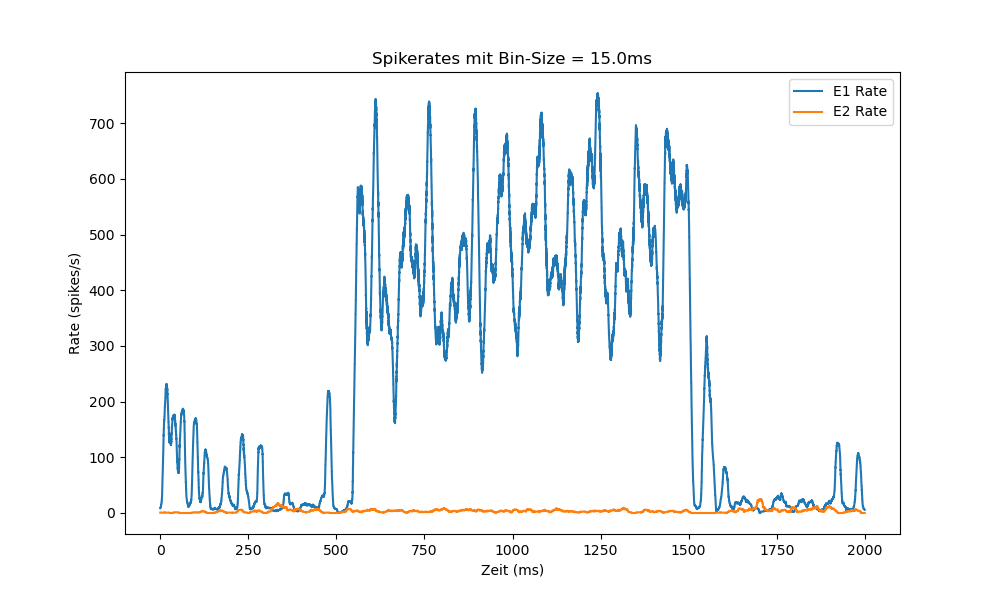 Spikerates mit Bin-Size = 15.0ms
E1 Rate
E2 Rate
Rate (spikes/s)
700
600
500
400
300
200
100
0
0 250 500 750 1000 1250 1500 1750 2000
Zeit (ms)